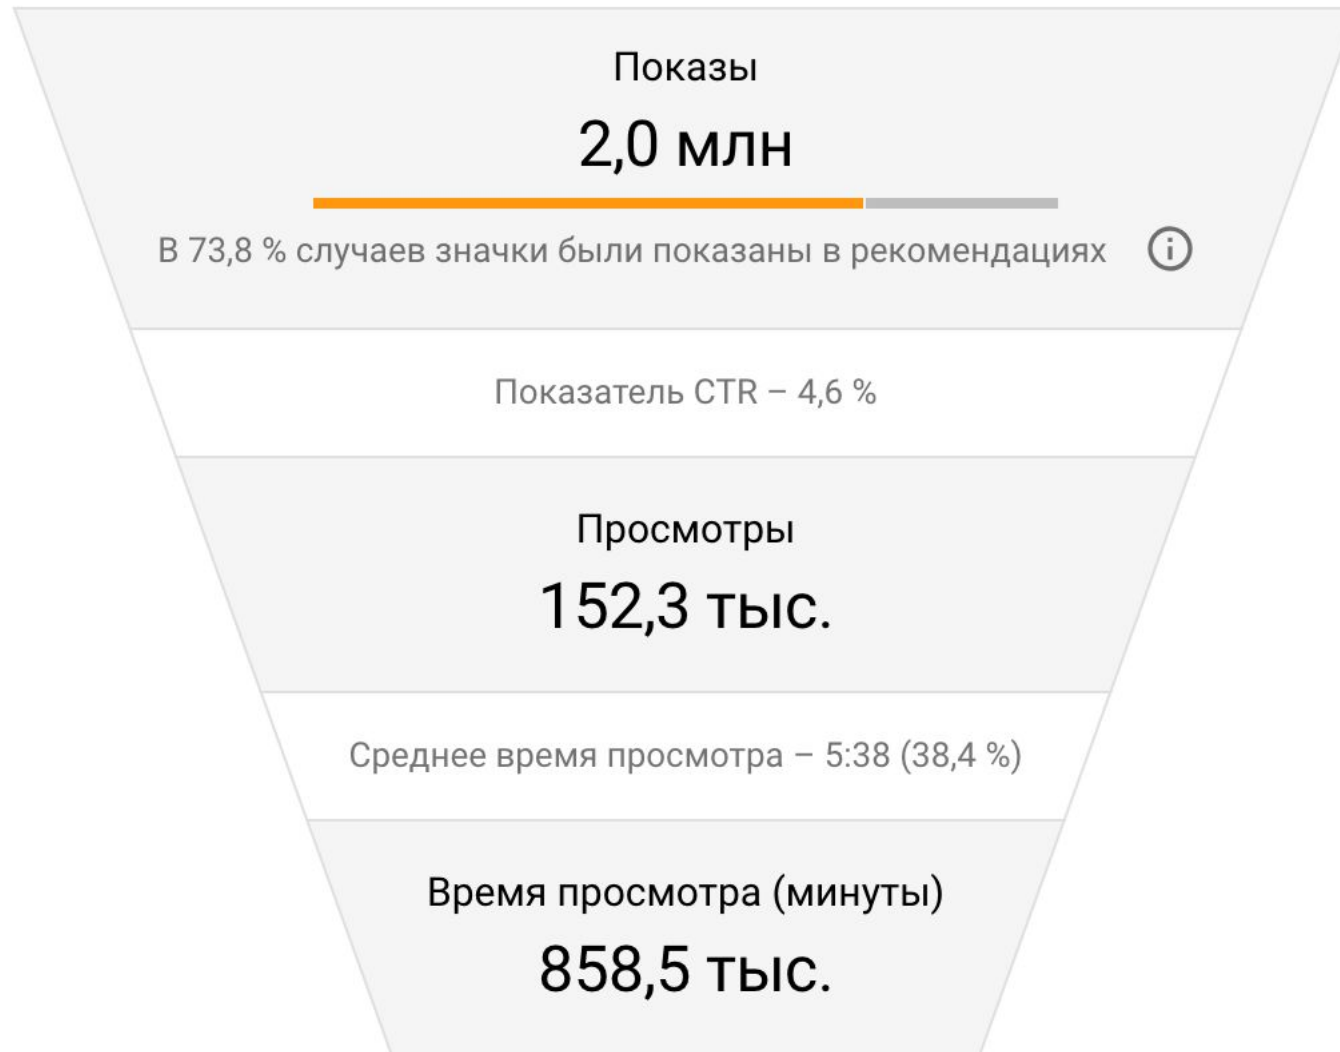 Показы
2,0 млн
В 73,8 % случаев значки были показаны в рекомендациях
Показатель CTR – 4,6 %
Просмотры
152,3 тыс.
Среднее время просмотра – 5:38 (38,4 %)
Время просмотра (минуты)
858,5 тыс.